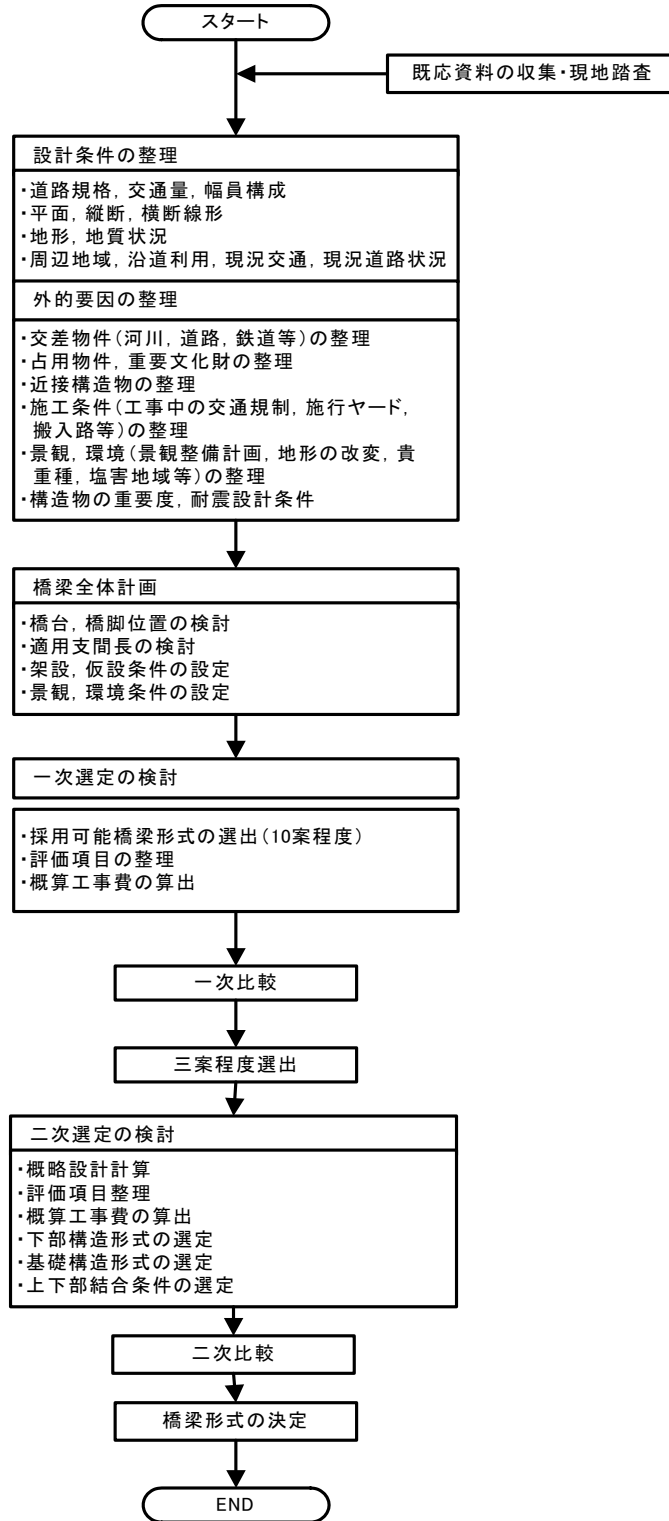 スタート
既応資料の収集・現地踏査
設計条件の整理
・道路規格, 交通量, 幅員構成
・平面, 縦断, 横断線形
・地形, 地質状況
・周辺地域, 沿道利用, 現況交通, 現況道路状況
外的要因の整理
・交差物件(河川, 道路, 鉄道等)の整理
・占用物件, 重要文化財の整理
・近接構造物の整理
・施工条件(工事中の交通規制, 施行ヤード,
搬入路等)の整理
・景観, 環境(景観整備計画, 地形の改変, 貴
重種, 塩害地域等)の整理
・構造物の重要度, 耐震設計条件
橋梁全体計画
・橋台, 橋脚位置の検討
・適用支間長の検討
・架設, 仮設条件の設定
・景観, 環境条件の設定
一次選定の検討
・採用可能橋梁形式の選出(10案程度)
・評価項目の整理
・概算工事費の算出
一次比較
三案程度選出
二次選定の検討
・概略設計計算
・評価項目整理
・概算工事費の算出
・下部構造形式の選定
・基礎構造形式の選定
・上下部結合条件の選定
二次比較
橋梁形式の決定
END